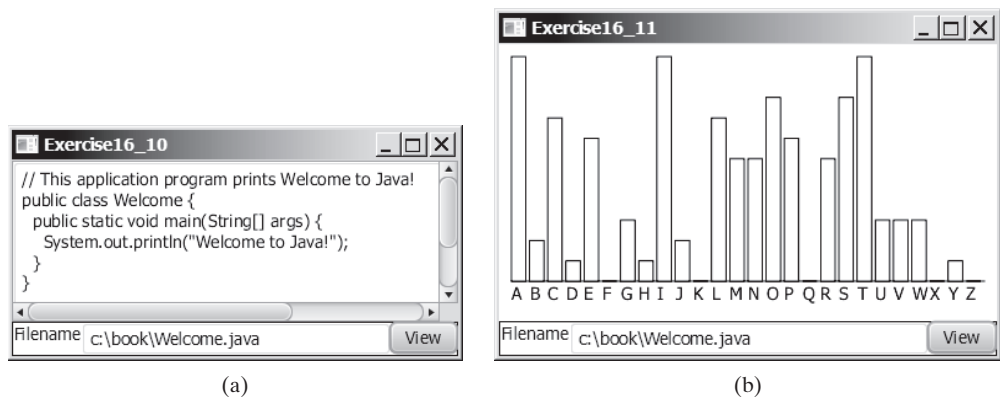 Exercise16_10
// This application program prints Welcome to Java!
public class Welcome {
  public static void main(String[] args) {
    System.out.println("Welcome to Java!");
  }
}
Filename c:\book\Welcome.java View
(a)
Exercise16_11
A B C D E F G H I J K L M N O P Q R S T U V W X Y Z
Filename c:\book\Welcome.java View
(b)